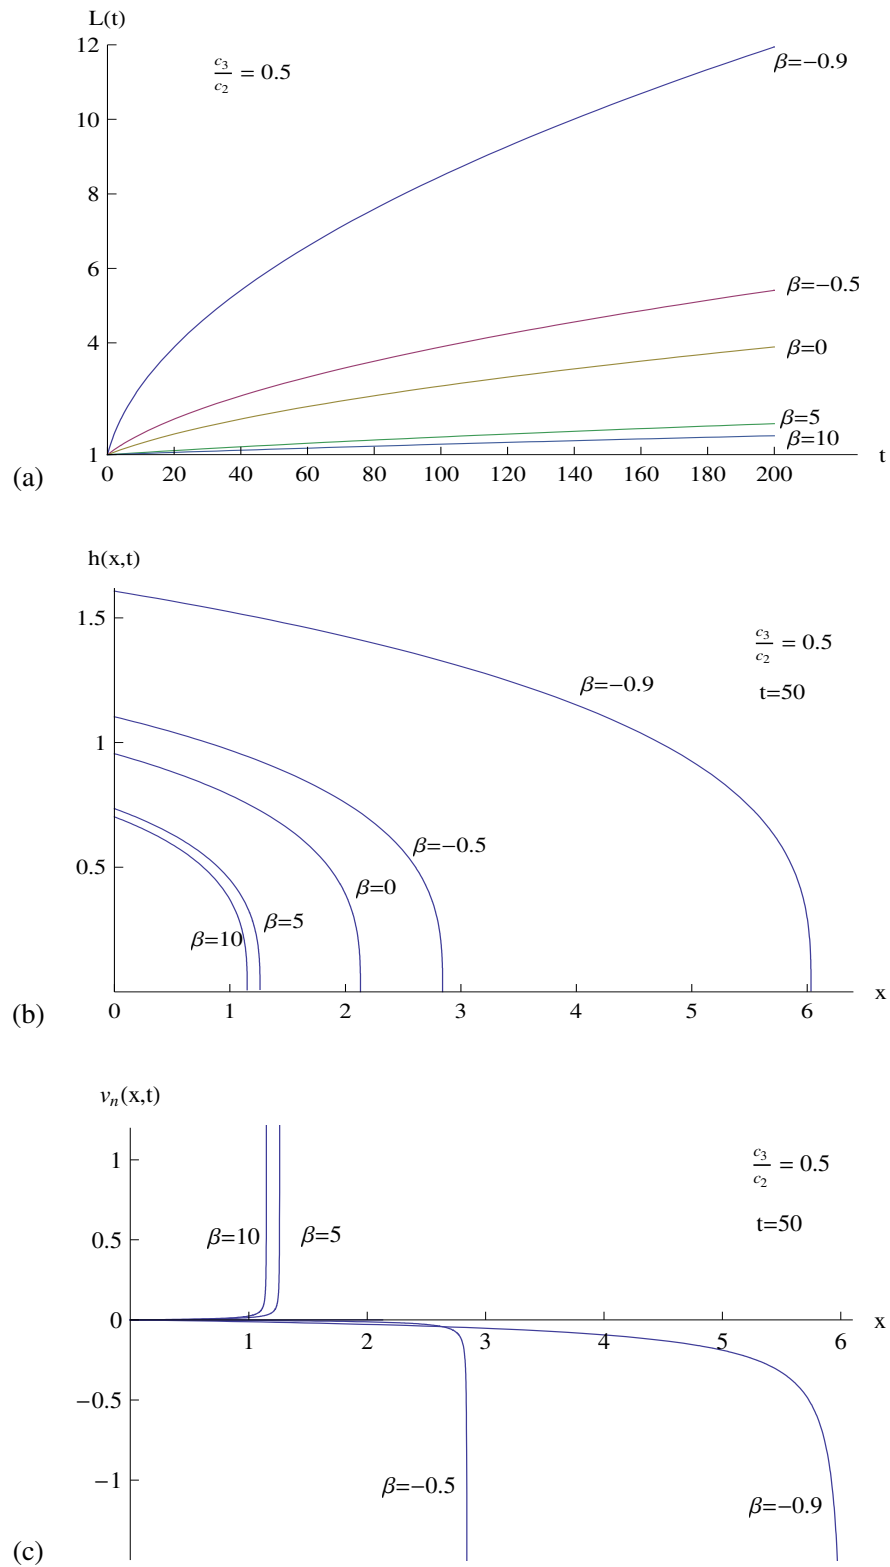 L(t)
12
c₃/c₂ = 0.5
β=−0.9
10
8
6
β=−0.5
4
β=0
β=5
β=10
1
0 20 40 60 80 100 120 140 160 180 200 t
(a)
h(x,t)
1.5
c₃/c₂ = 0.5
β=−0.9
t=50
1
β=−0.5
0.5
β=0
β=5
β=10
0 1 2 3 4 5 6 x
(b)
vₙ(x,t)
1
c₃/c₂ = 0.5
t=50
β=10 β=5
0.5
0 x
1 2 3 4 5 6
−0.5
−1
β=−0.5
β=−0.9
(c)